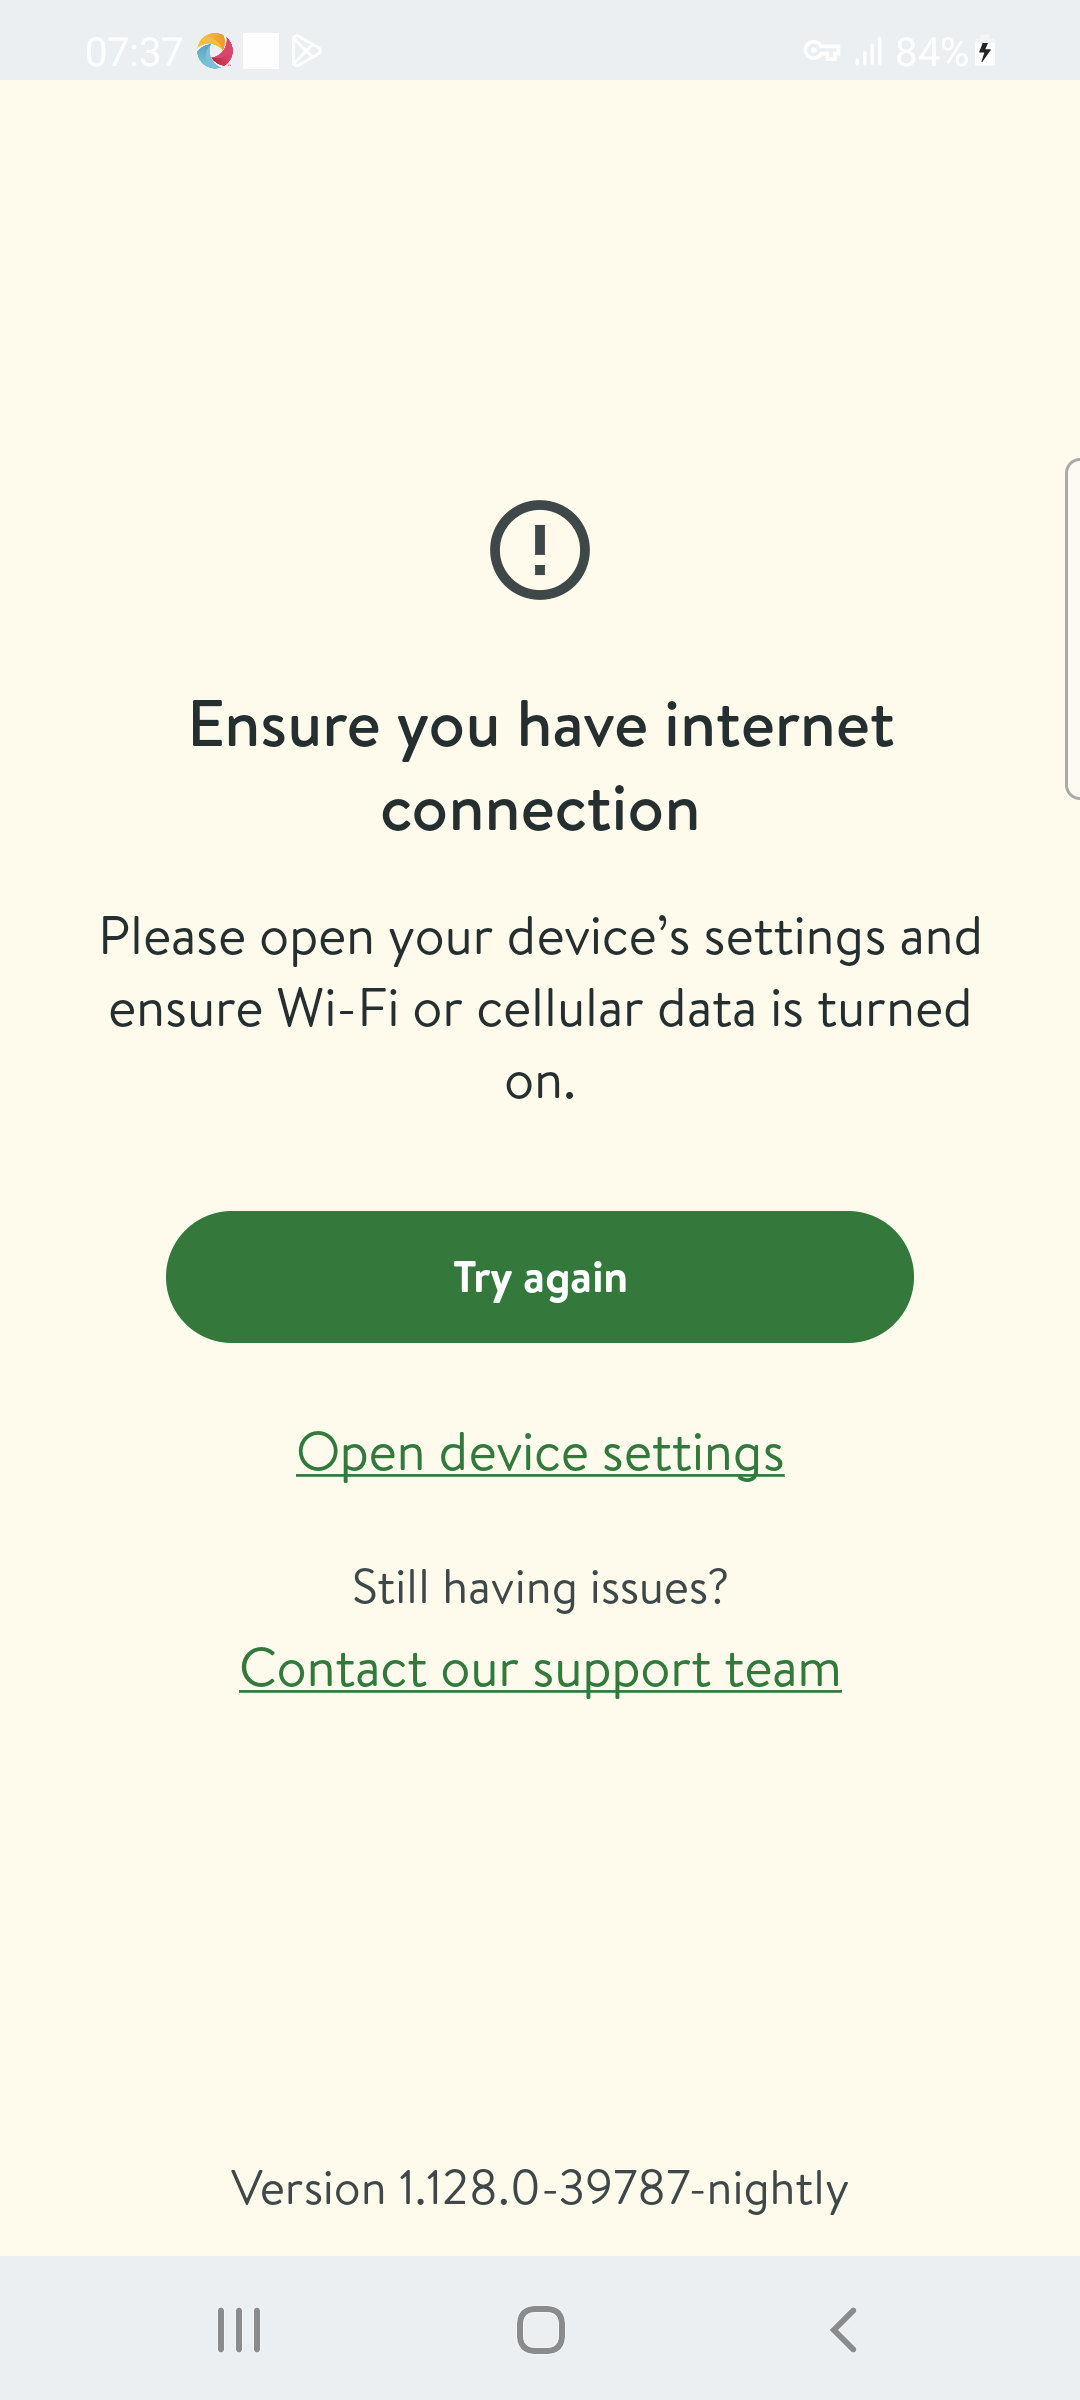 07:37 84%
Ensure you have internet
connection
Please open your device’s settings and
ensure Wi-Fi or cellular data is turned
on.
Try again
Open device settings
Still having issues?
Contact our support team
Version 1.128.0-39787-nightly